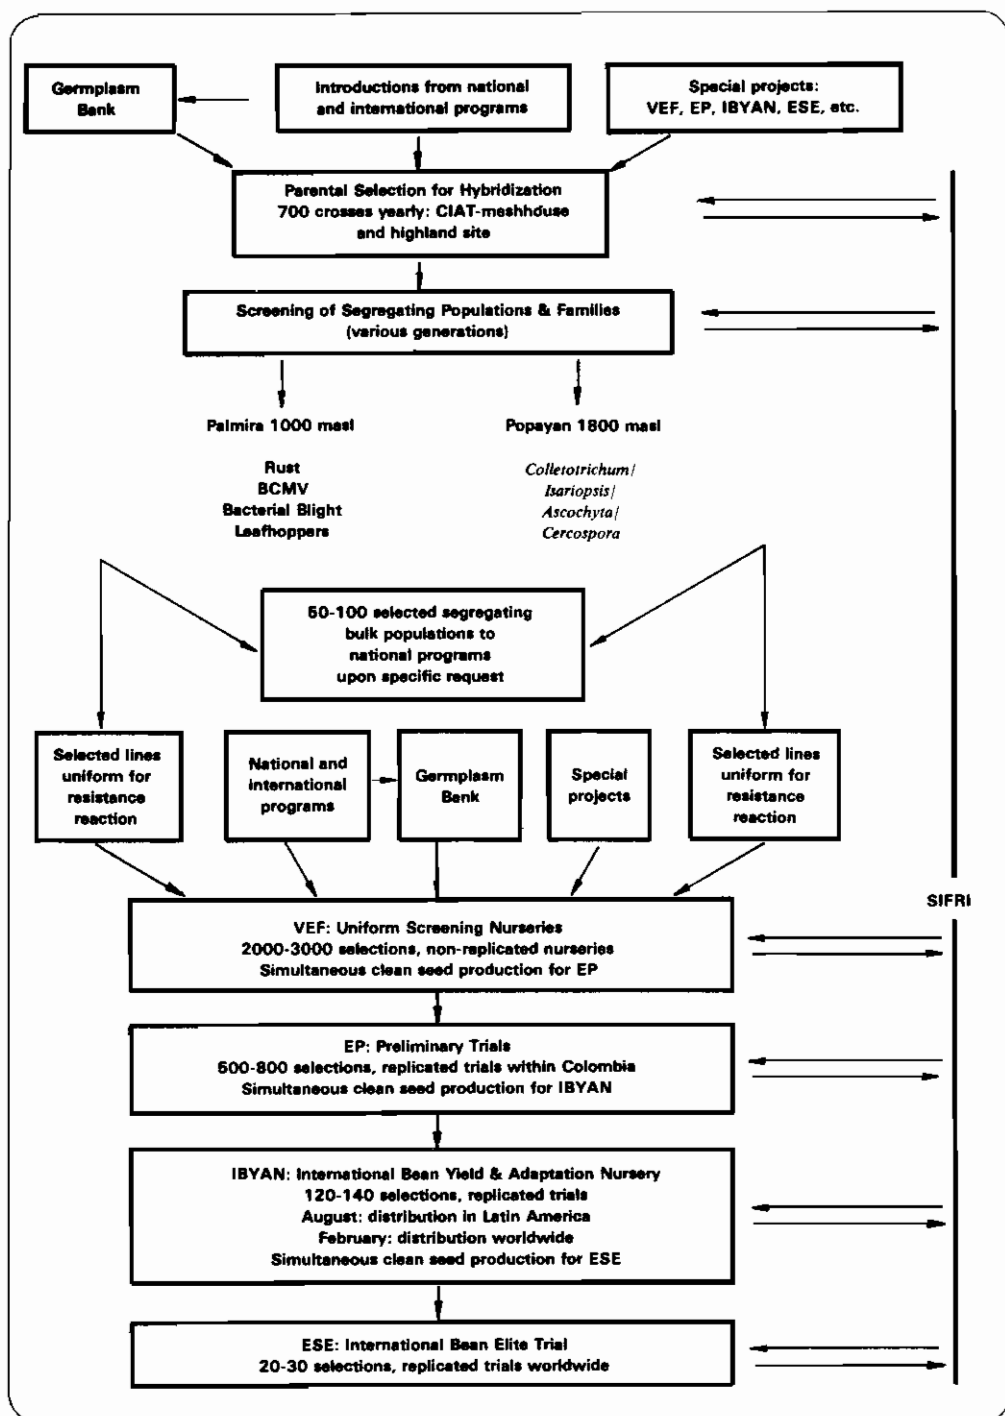 Germplasm
Bank
Introductions from national
and international programs
Special projects:
VEF, EP, IBYAN, ESE, etc.
Parental Selection for Hybridization
700 crosses yearly: CIAT-meshhouse
and highland site
Screening of Segregating Populations & Families
(various generations)
Palmira 1000 masl
Rust
BCMV
Bacterial Blight
Leafhoppers
Popayan 1800 masl
Colletotrichum/
Isariopsis/
Ascochyta/
Cercospora
50-100 selected segregating
bulk populations to
national programs
upon specific request
Selected lines
uniform for
resistance
reaction
National and
international
programs
Germplasm
Bank
Special
projects
Selected lines
uniform for
resistance
reaction
SIFRI
VEF: Uniform Screening Nurseries
2000-3000 selections, non-replicated nurseries
Simultaneous clean seed production for EP
EP: Preliminary Trials
500-800 selections, replicated trials within Colombia
Simultaneous clean seed production for IBYAN
IBYAN: International Bean Yield & Adaptation Nursery
120-140 selections, replicated trials
August: distribution in Latin America
February: distribution worldwide
Simultaneous clean seed production for ESE
ESE: International Bean Elite Trial
20-30 selections, replicated trials worldwide